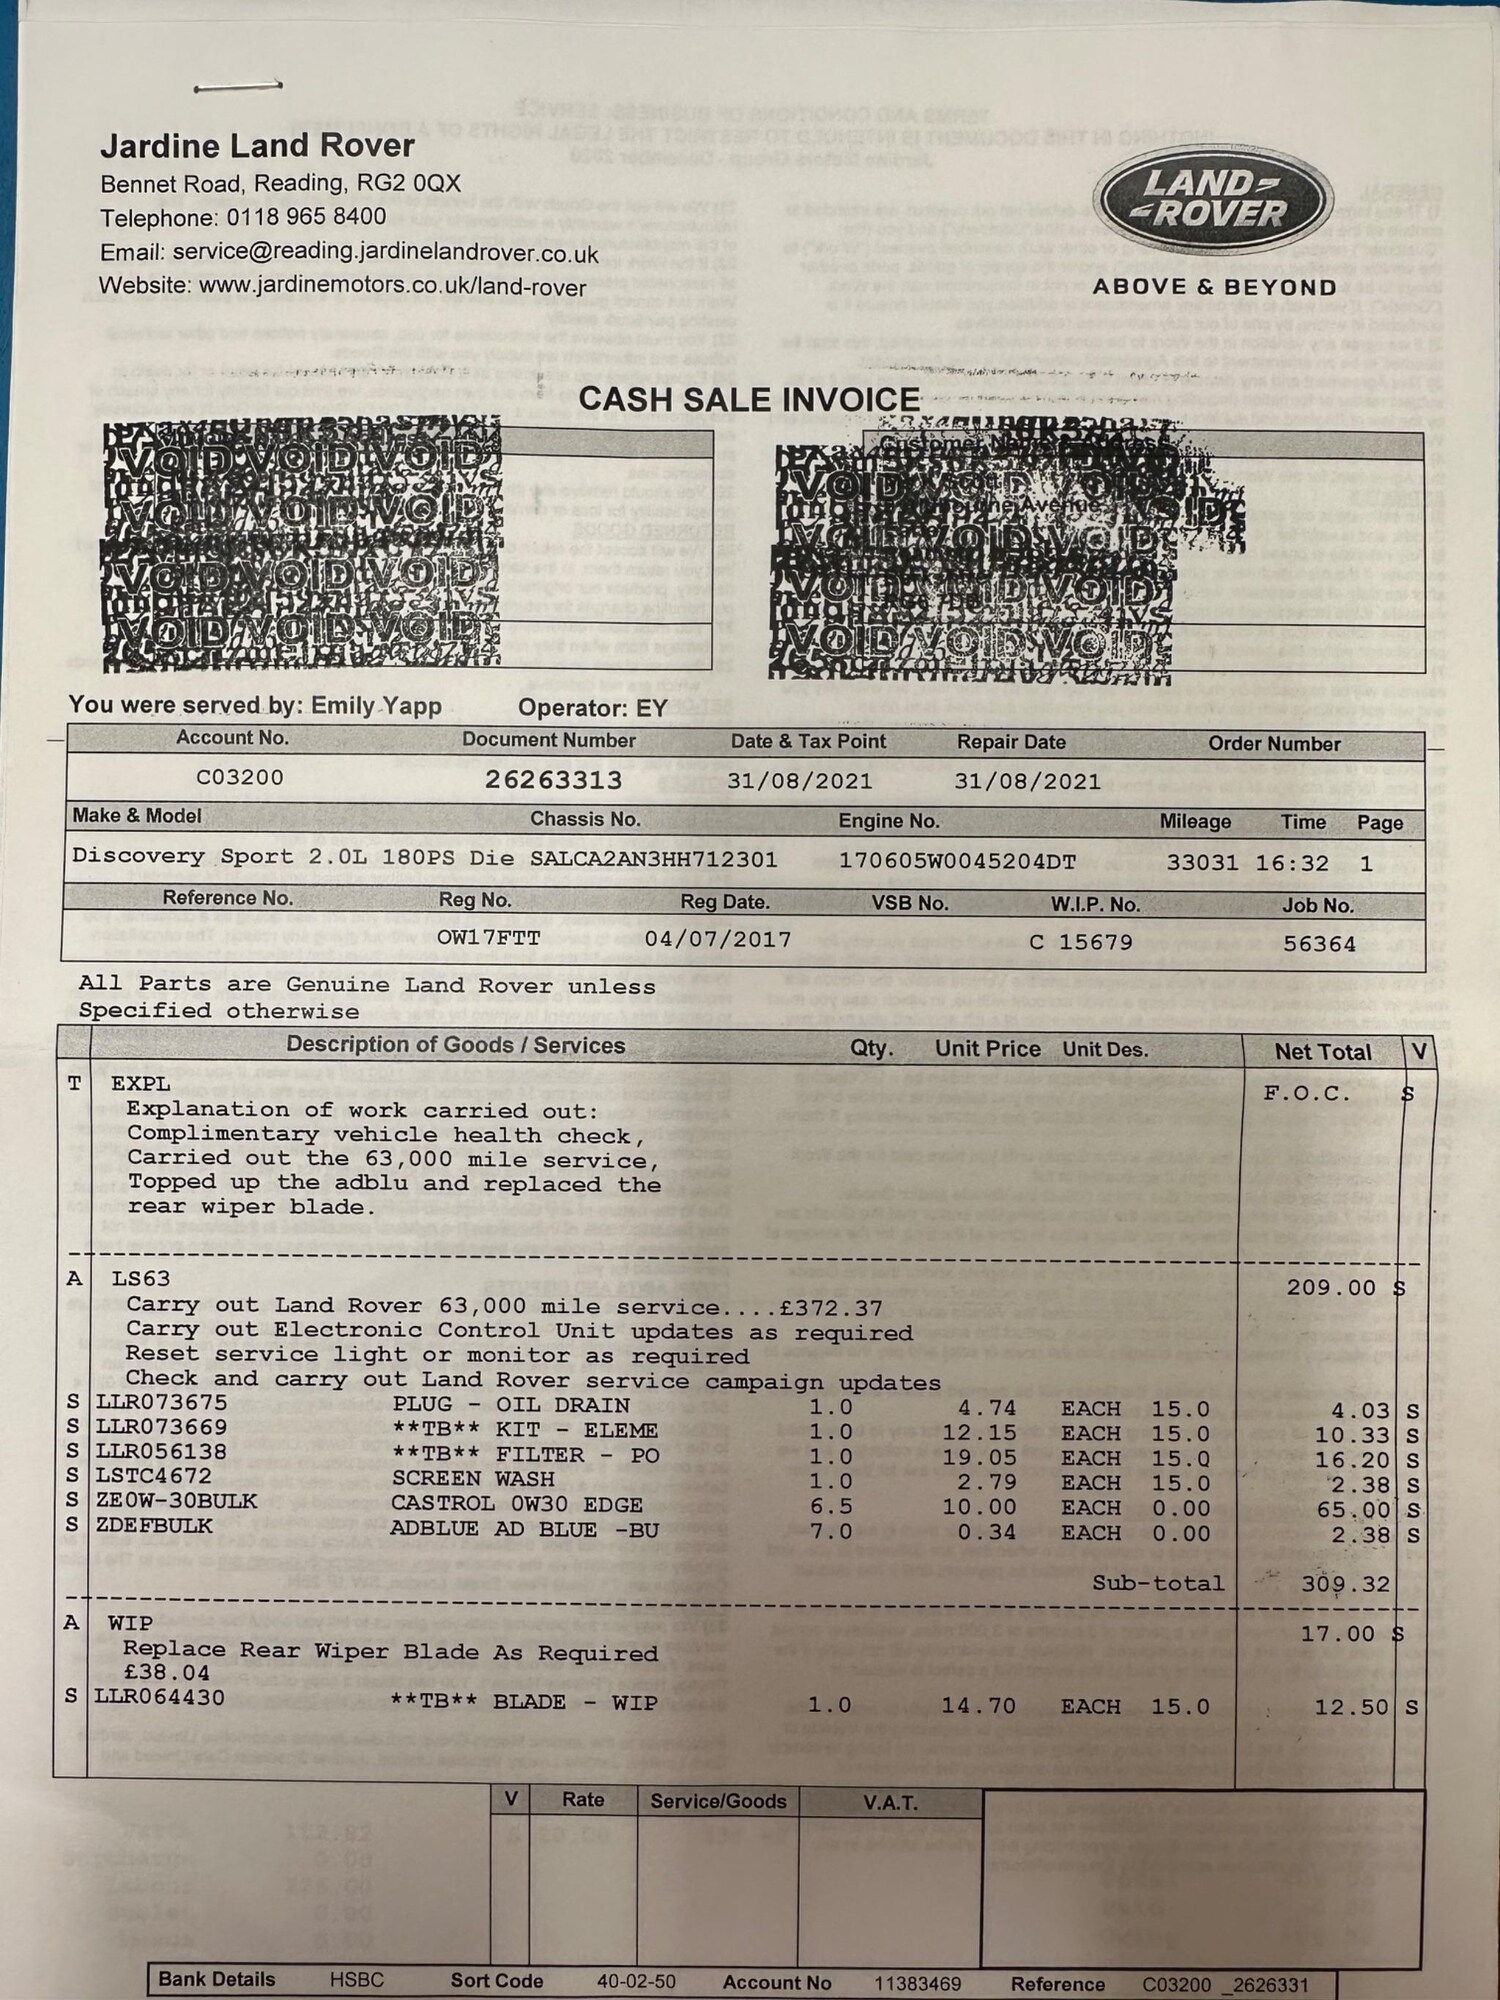 Jardine Land Rover
Bennet Road, Reading, RG2 0QX
Telephone: 0118 965 8400
Email: service@reading.jardinelandrover.co.uk
Website: www.jardinemotors.co.uk/land-rover
LAND-
-ROVER
ABOVE & BEYOND
CASH SALE INVOICE
Customer Name & Address
VOID VOID VOID
You were served by: Emily Yapp Operator: EY
Account No. Document Number Date & Tax Point Repair Date Order Number
C03200 26263313 31/08/2021 31/08/2021
Make & Model Chassis No. Engine No. Mileage Time Page
Discovery Sport 2.0L 180PS Die SALCA2AN3HH712301 170605W0045204DT 33031 16:32 1
Reference No. Reg No. Reg Date. VSB No. W.I.P. No. Job No.
OW17FTT 04/07/2017 C 15679 56364
All Parts are Genuine Land Rover unless
Specified otherwise
Description of Goods / Services Qty. Unit Price Unit Des. Net Total V
T EXPL F.O.C. S
Explanation of work carried out:
Complimentary vehicle health check,
Carried out the 63,000 mile service,
Topped up the adblu and replaced the
rear wiper blade.
A LS63 209.00 S
Carry out Land Rover 63,000 mile service....£372.37
Carry out Electronic Control Unit updates as required
Reset service light or monitor as required
Check and carry out Land Rover service campaign updates
S LLR073675 PLUG - OIL DRAIN 1.0 4.74 EACH 15.0 4.03 S
S LLR073669 **TB** KIT - ELEME 1.0 12.15 EACH 15.0 10.33 S
S LLR056138 **TB** FILTER - PO 1.0 19.05 EACH 15.0 16.20 S
S LSTC4672 SCREEN WASH 1.0 2.79 EACH 15.0 2.38 S
S ZE0W-30BULK CASTROL 0W30 EDGE 6.5 10.00 EACH 0.00 65.00 S
S ZDEFBULK ADBLUE AD BLUE -BU 7.0 0.34 EACH 0.00 2.38 S
Sub-total 309.32
A WIP 17.00 S
Replace Rear Wiper Blade As Required
£38.04
S LLR064430 **TB** BLADE - WIP 1.0 14.70 EACH 15.0 12.50 S
V Rate Service/Goods V.A.T.
Bank Details HSBC Sort Code 40-02-50 Account No 11383469 Reference C03200 _2626331